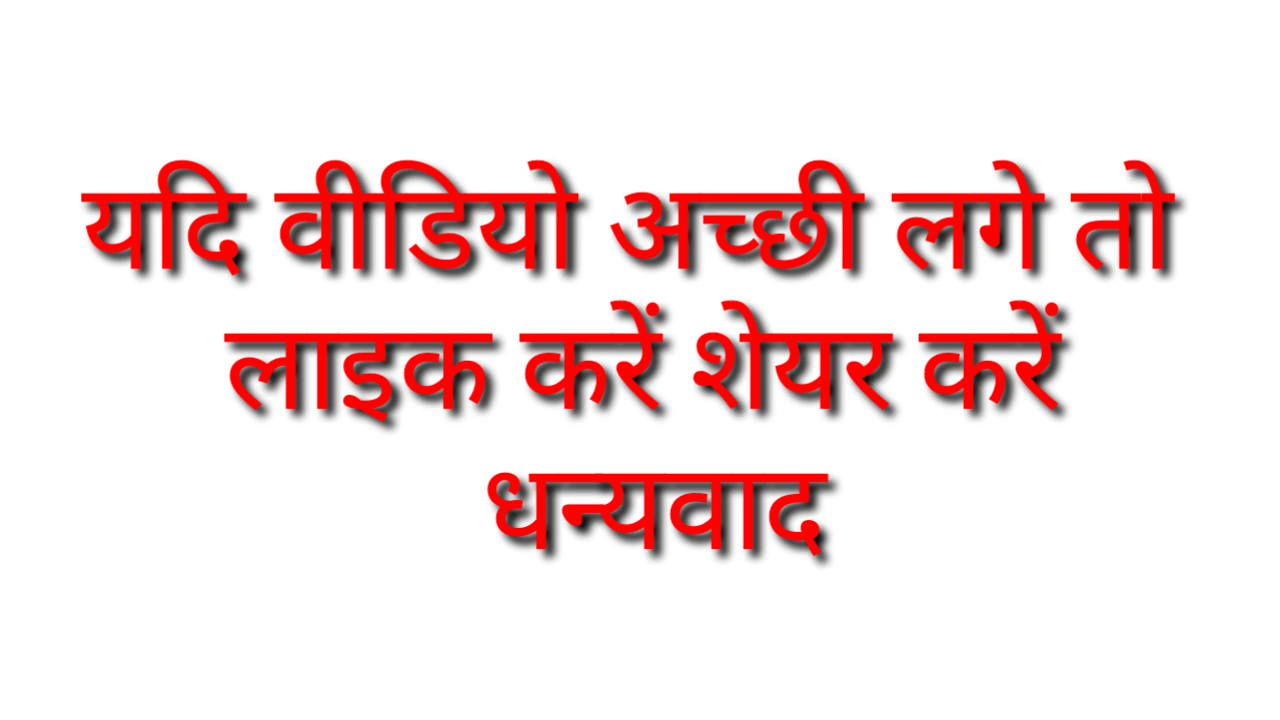 यदि वीडियो अच्छी लगे तो
लाइक करें शेयर करें
धन्यवाद